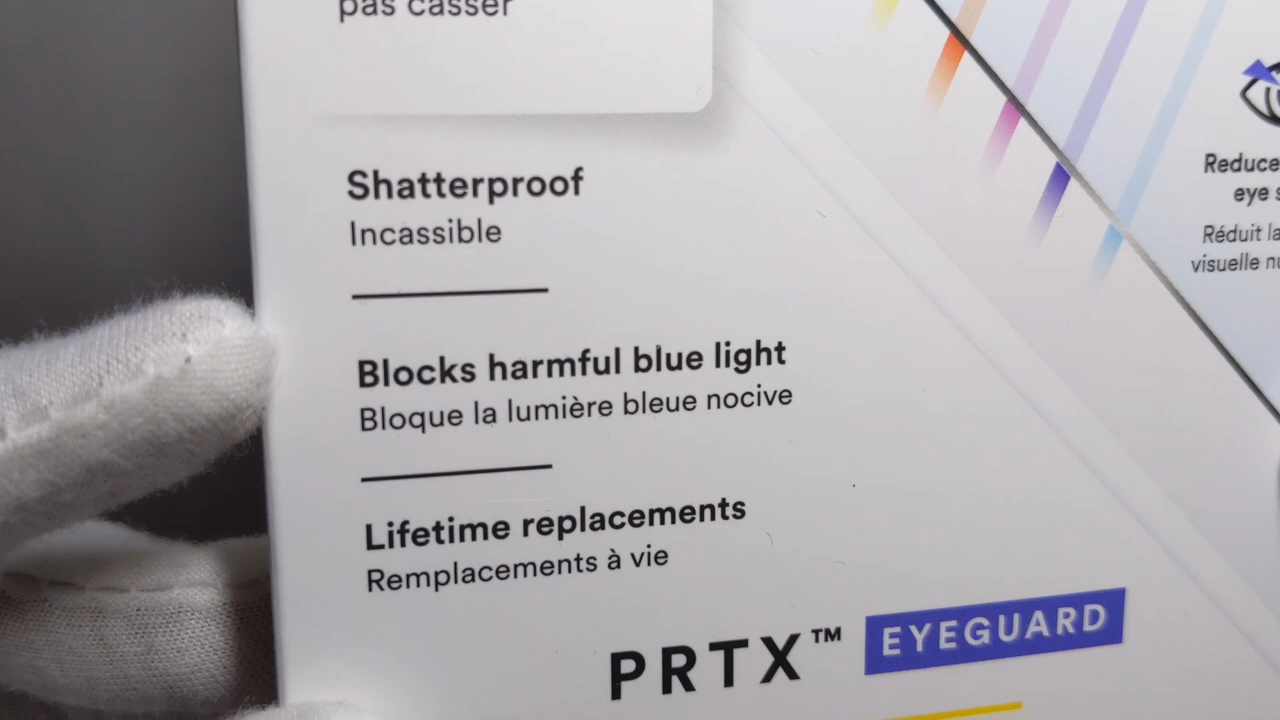 pas casser
Shatterproof
Incassible
Blocks harmful blue light
Bloque la lumière bleue nocive
Lifetime replacements
Remplacements à vie
PRTX™ EYEGUARD
Reduce
eye
Réduit la
visuelle